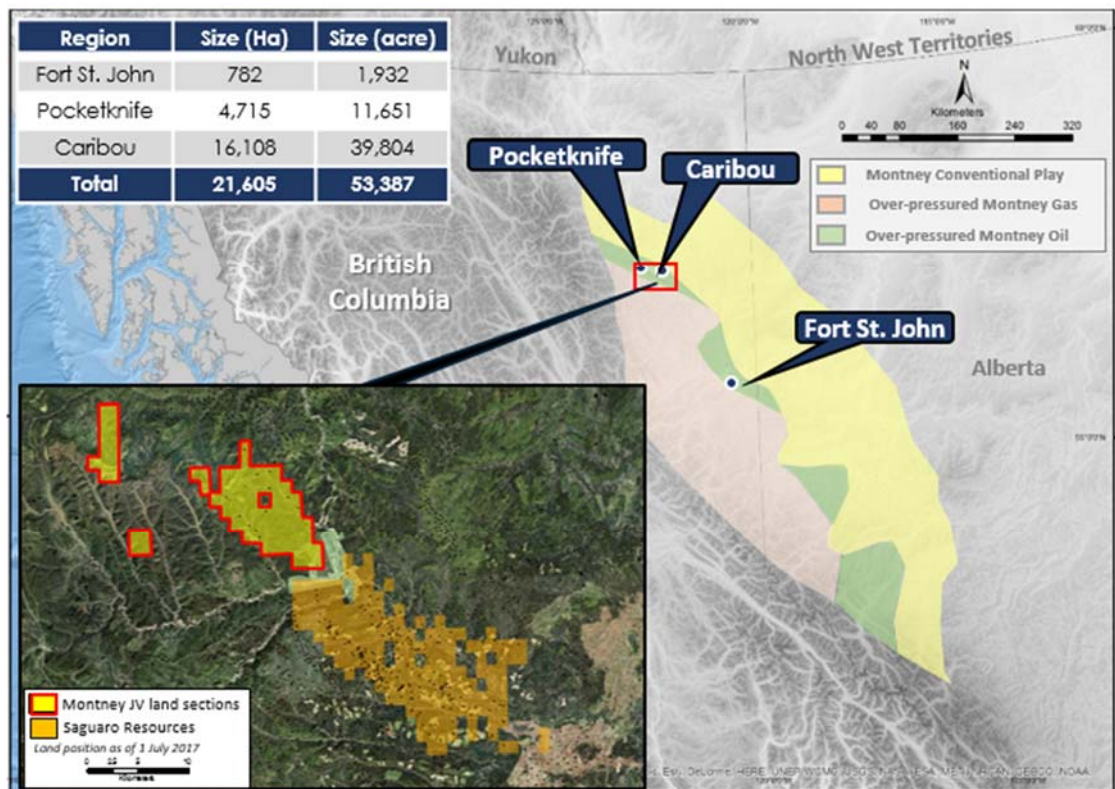 Region Size (Ha) Size (acre)
Fort St. John 782 1,932
Pocketknife 4,715 11,651
Caribou 16,108 39,804
Total 21,605 53,387
Yukon
North West Territories
N
Kilometers
0 40 80 160 240 320
Pocketknife
Caribou
Montney Conventional Play
Over-pressured Montney Gas
Over-pressured Montney Oil
British
Columbia
Fort St. John
Alberta
Montney JV land sections
Saguaro Resources
Land position as of 1 July 2017
Kilometers